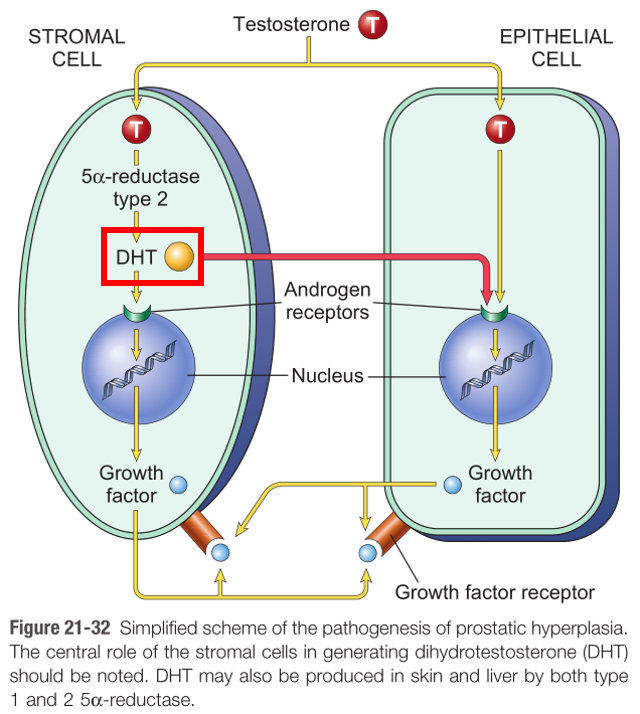 Testosterone T
STROMAL
CELL
EPITHELIAL
CELL
T
T
5α-reductase
type 2
DHT
Androgen
receptors
Nucleus
Growth
factor
Growth
factor
Growth factor receptor
Figure 21-32 Simplified scheme of the pathogenesis of prostatic hyperplasia.
The central role of the stromal cells in generating dihydrotestosterone (DHT)
should be noted. DHT may also be produced in skin and liver by both type
1 and 2 5α-reductase.